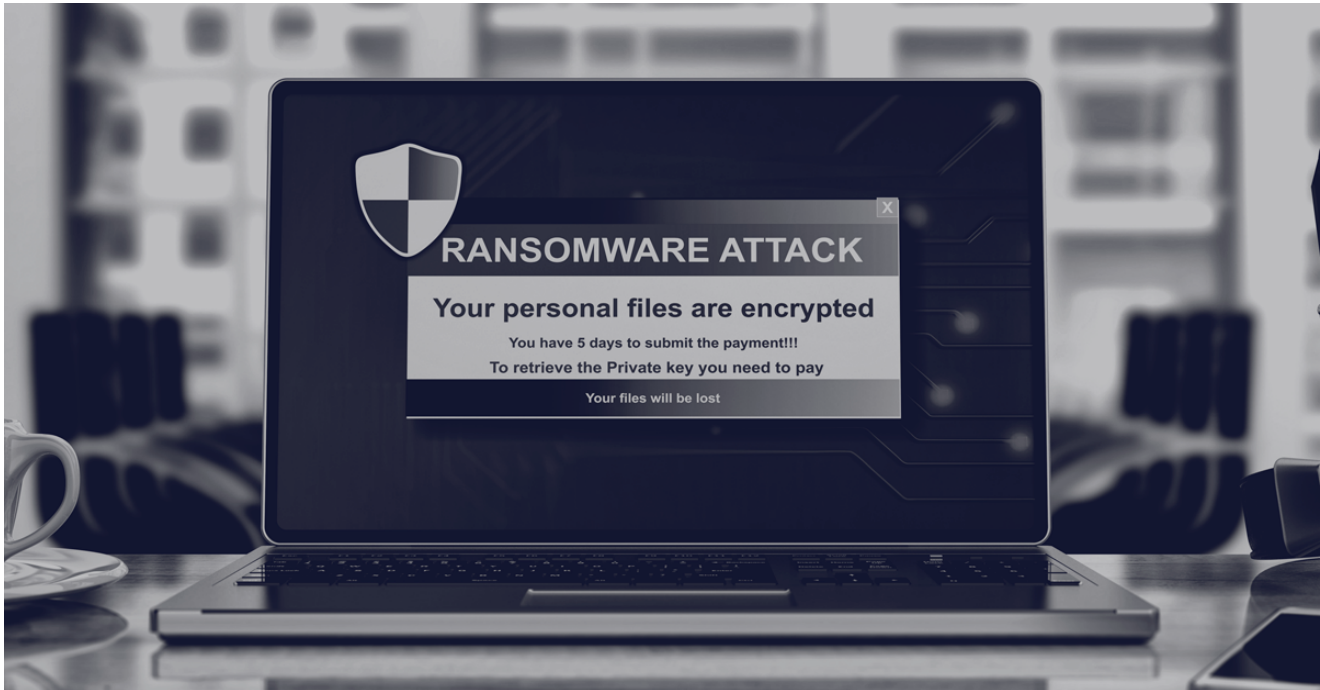 X
RANSOMWARE ATTACK
Your personal files are encrypted
You have 5 days to submit the payment!!!
To retrieve the Private key you need to pay
Your files will be lost